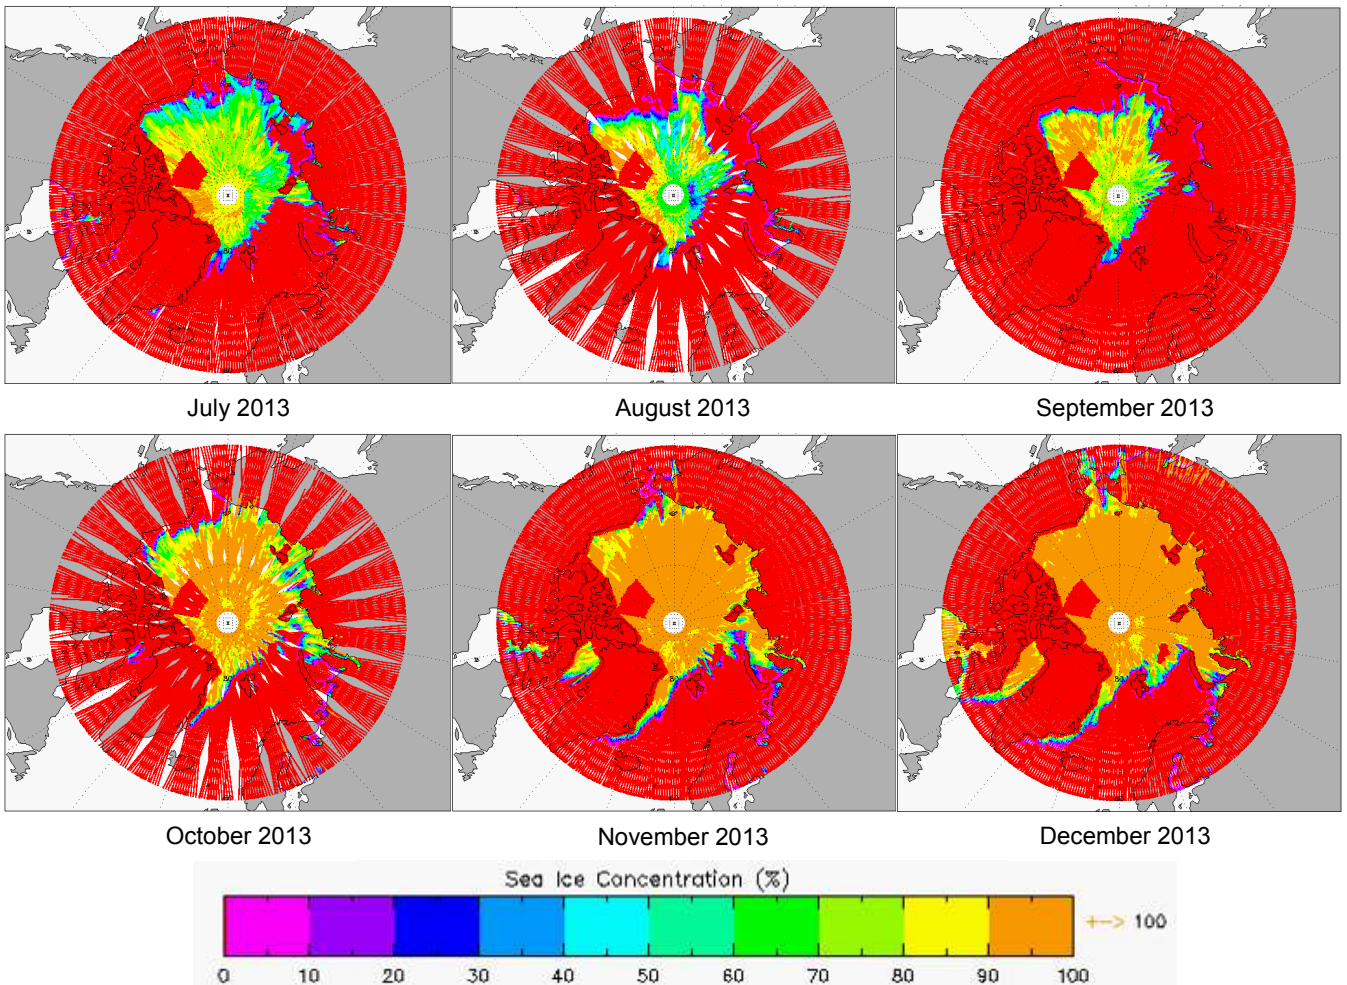 July 2013
August 2013
September 2013
October 2013
November 2013
December 2013
Sea Ice Concentration (%)
+--> 100
0 10 20 30 40 50 60 70 80 90 100